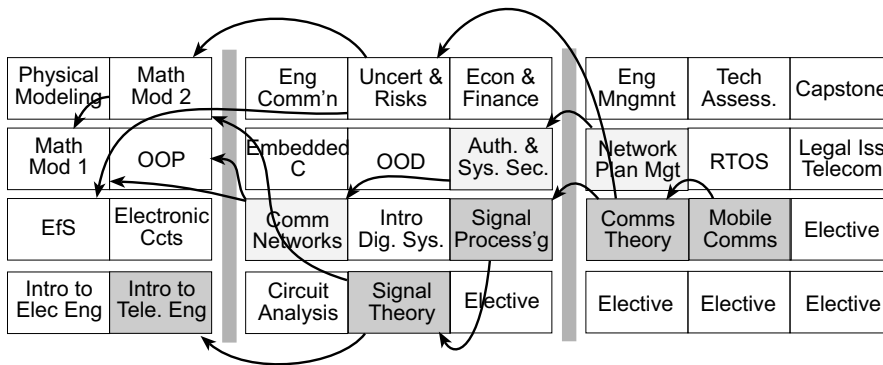 Physical
Modeling
Math
Mod 2
Eng
Comm'n
Uncert &
Risks
Econ &
Finance
Eng
Mngmnt
Tech
Assess.
Capstone
Math
Mod 1
OOP
Embedded
C
OOD
Auth. &
Sys. Sec.
Network
Plan Mgt
RTOS
Legal Iss
Telecom
EfS
Electronic
Ccts
Comm
Networks
Intro
Dig. Sys.
Signal
Process'g
Comms
Theory
Mobile
Comms
Elective
Intro to
Elec Eng
Intro to
Tele. Eng
Circuit
Analysis
Signal
Theory
Elective
Elective
Elective
Elective